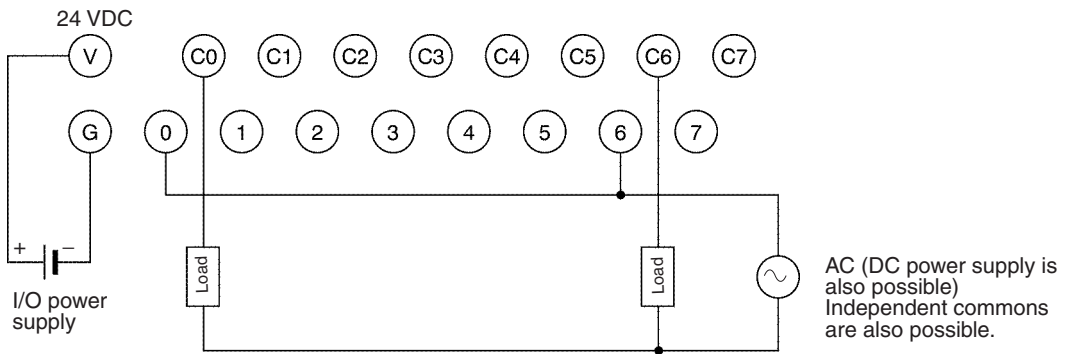 24 VDC
V C0 C1 C2 C3 C4 C5 C6 C7
G 0 1 2 3 4 5 6 7
+ −
Load
Load
I/O power
supply
AC (DC power supply is
also possible)
Independent commons
are also possible.